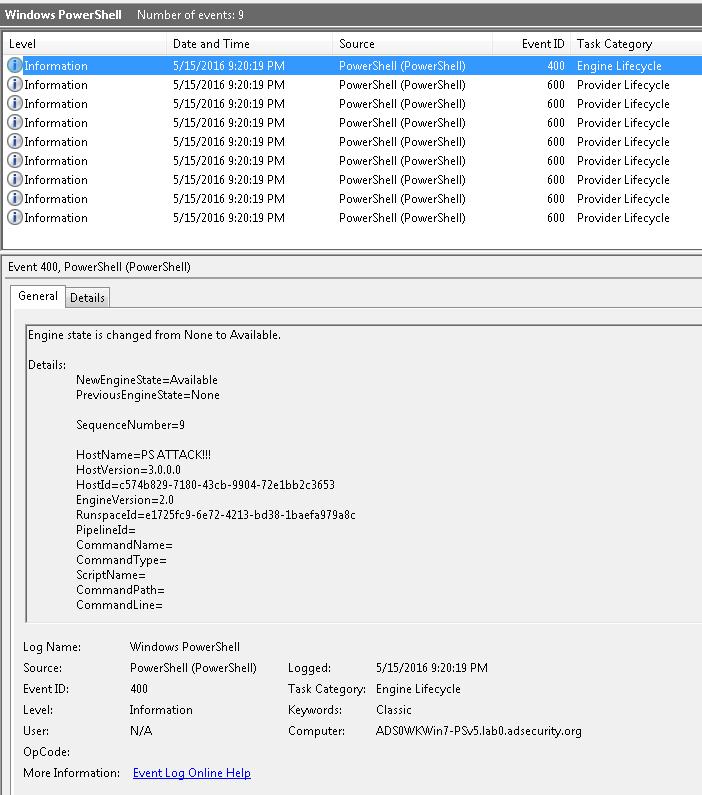 Windows PowerShell Number of events: 9
Level Date and Time Source Event ID Task Category
Information 5/15/2016 9:20:19 PM PowerShell (PowerShell) 400 Engine Lifecycle
Information 5/15/2016 9:20:19 PM PowerShell (PowerShell) 600 Provider Lifecycle
Information 5/15/2016 9:20:19 PM PowerShell (PowerShell) 600 Provider Lifecycle
Information 5/15/2016 9:20:19 PM PowerShell (PowerShell) 600 Provider Lifecycle
Information 5/15/2016 9:20:19 PM PowerShell (PowerShell) 600 Provider Lifecycle
Information 5/15/2016 9:20:19 PM PowerShell (PowerShell) 600 Provider Lifecycle
Information 5/15/2016 9:20:19 PM PowerShell (PowerShell) 600 Provider Lifecycle
Information 5/15/2016 9:20:19 PM PowerShell (PowerShell) 600 Provider Lifecycle
Information 5/15/2016 9:20:19 PM PowerShell (PowerShell) 600 Provider Lifecycle
Event 400, PowerShell (PowerShell)
General Details
Engine state is changed from None to Available.
Details:
NewEngineState=Available
PreviousEngineState=None
SequenceNumber=9
HostName=PS ATTACK!!!
HostVersion=3.0.0.0
HostId=c574b829-7180-43cb-9904-72e1bb2c3653
EngineVersion=2.0
RunspaceId=e1725fc9-6e72-4213-bd38-1baefa979a8c
PipelineId=
CommandName=
CommandType=
ScriptName=
CommandPath=
CommandLine=
Log Name: Windows PowerShell
Source: PowerShell (PowerShell) Logged: 5/15/2016 9:20:19 PM
Event ID: 400 Task Category: Engine Lifecycle
Level: Information Keywords: Classic
User: N/A Computer: ADS0WKWin7-PSv5.lab0.adsecurity.org
OpCode:
More Information: Event Log Online Help